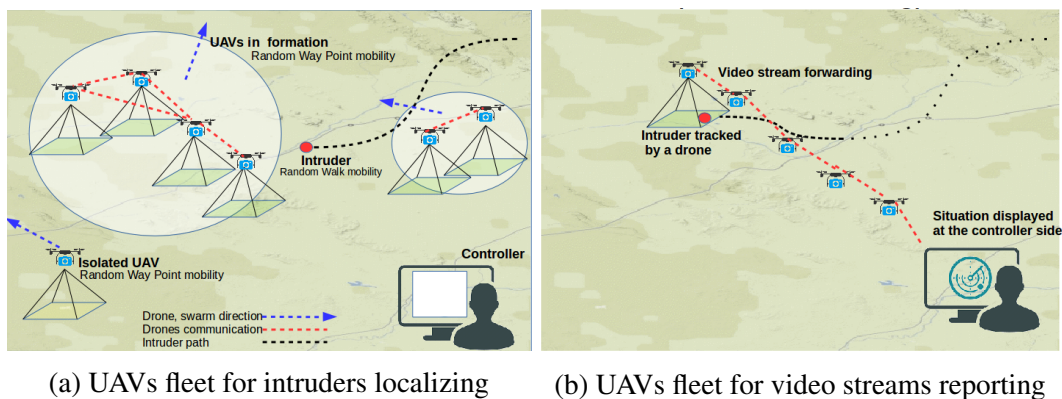 UAVs in formation
Random Way Point mobility
Intruder
Random Walk mobility
Isolated UAV
Random Way Point mobility
Controller
Drone, swarm direction
Drones communication
Intruder path
(a) UAVs fleet for intruders localizing
Video stream forwarding
Intruder tracked
by a drone
Situation displayed
at the controller side
(b) UAVs fleet for video streams reporting